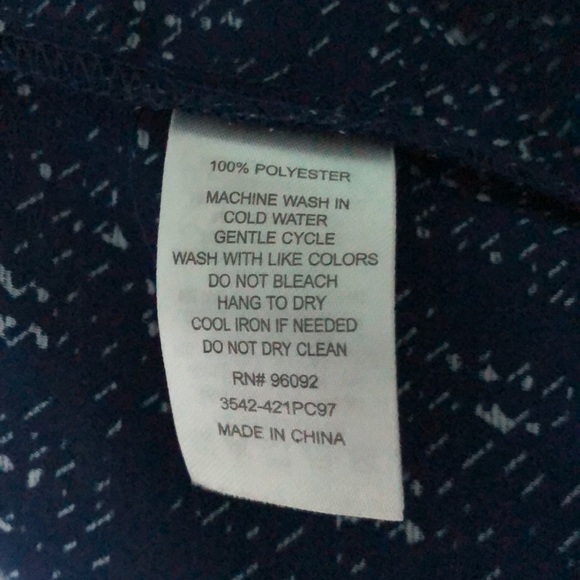 100% POLYESTER
MACHINE WASH IN
COLD WATER
GENTLE CYCLE
WASH WITH LIKE COLORS
DO NOT BLEACH
HANG TO DRY
COOL IRON IF NEEDED
DO NOT DRY CLEAN
RN# 96092
3542-421PC97
MADE IN CHINA